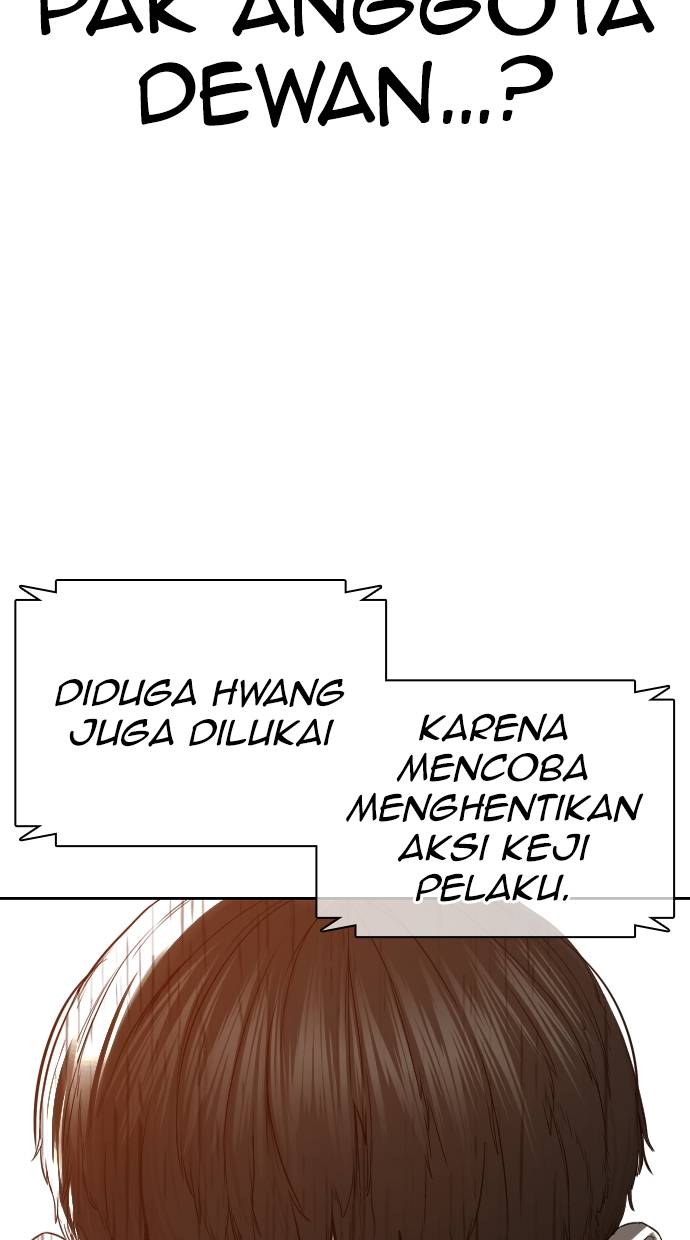 PAK ANGGOTA
DEWAN...?
DIDUGA HWANG
JUGA DILUKAI
KARENA
MENCOBA
MENGHENTIKAN
AKSI KEJI
PELAKU.